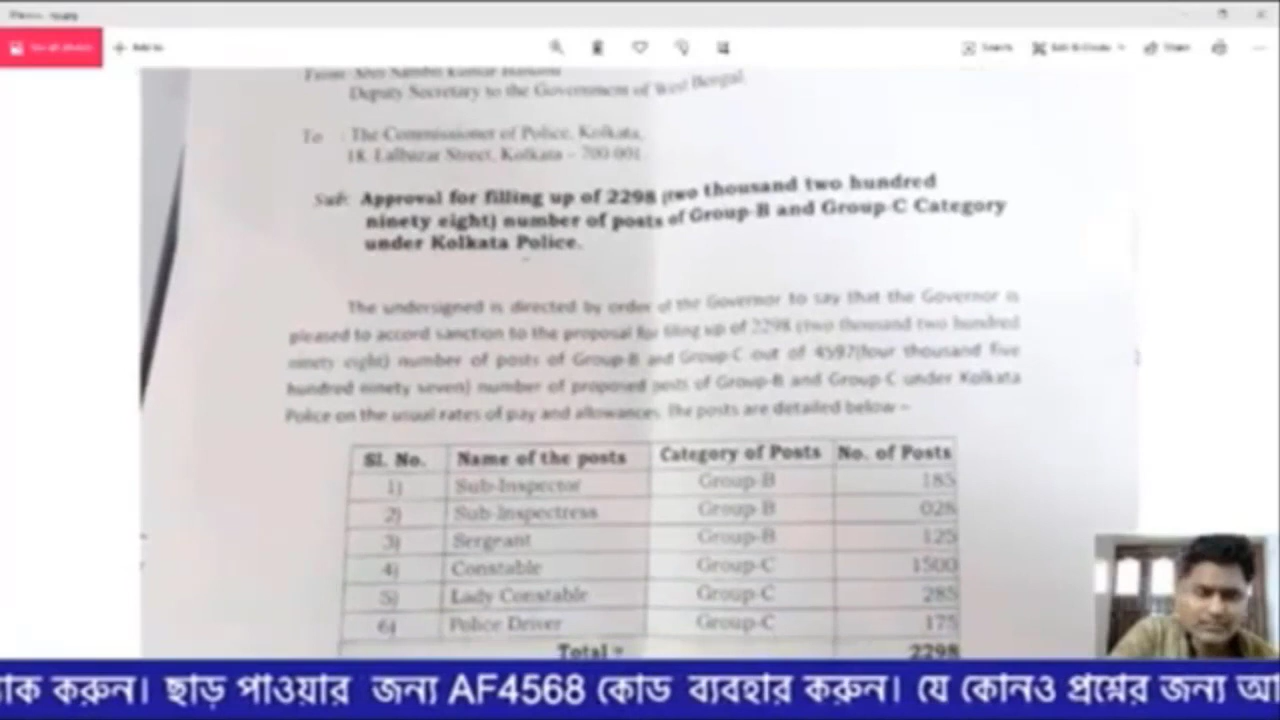 See all photos
Add to
Edit & Create
Share
Deputy Secretary to the Government of West Bengal.
To : The Commissioner of Police, Kolkata,
18, Lalbazar Street, Kolkata – 700 001.
Sub: Approval for filling up of 2298 (two thousand two hundred
ninety eight) number of posts of Group-B and Group-C Category
under Kolkata Police.
The undersigned is directed by order of the Governor to say that the Governor is
pleased to accord sanction to the proposal for filling up of 2298 (two thousand two hundred
ninety eight) number of posts of Group-B and Group-C out of 4597(four thousand five
hundred ninety seven) number of proposed posts of Group-B and Group-C under Kolkata
Police on the usual rates of pay and allowances. The posts are detailed below –
Sl. No. Name of the posts Category of Posts No. of Posts
1) Sub-Inspector Group-B 185
2) Sub-Inspectress Group-B 028
3) Sergeant Group-B 125
4) Constable Group-C 1500
5) Lady Constable Group-C 285
6) Police Driver Group-C 175
Total = 2298
করুন। ছাড় পাওয়ার জন্য AF4568 কোড ব্যবহার করুন। যে কোনও প্রশ্নের জন্য